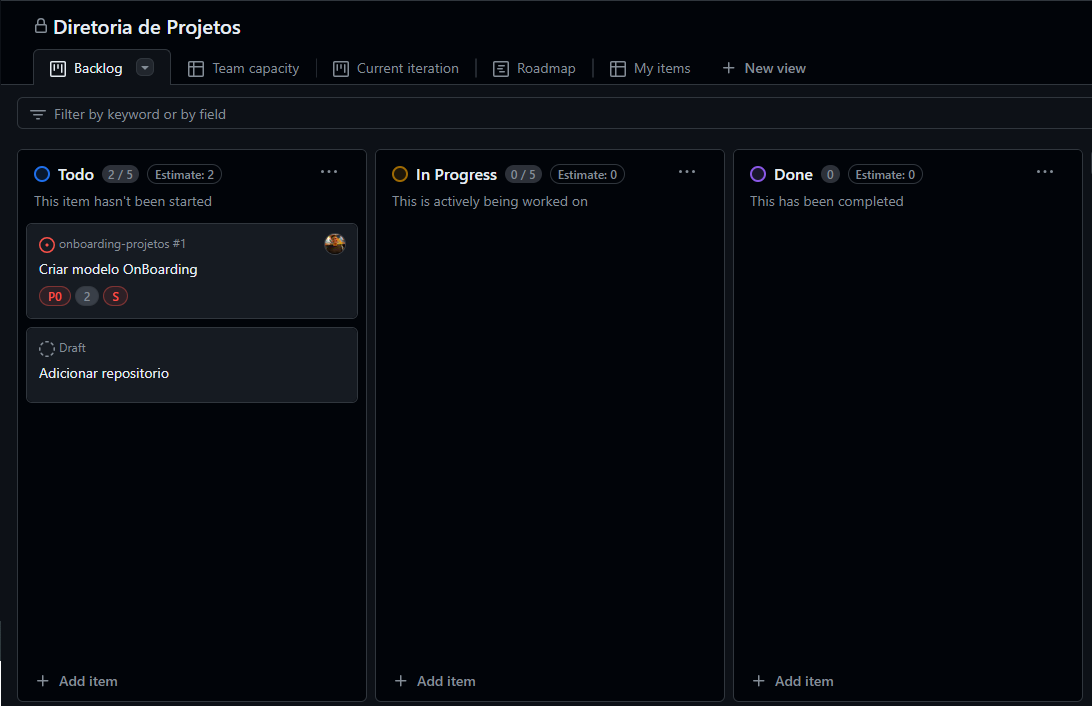 Diretoria de Projetos
Backlog
Team capacity
Current iteration
Roadmap
My items
New view
Filter by keyword or by field
Todo 2 / 5 Estimate: 2
This item hasn't been started
onboarding-projetos #1
Criar modelo OnBoarding
P0 2 S
Draft
Adicionar repositorio
Add item
In Progress 0 / 5 Estimate: 0
This is actively being worked on
Add item
Done 0 Estimate: 0
This has been completed
Add item